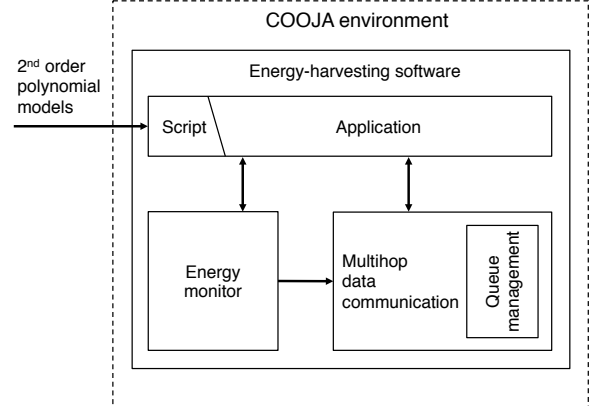 COOJA environment
2nd order
polynomial
models
Energy-harvesting software
Script
Application
Energy
monitor
Multihop
data
communication
Queue
management